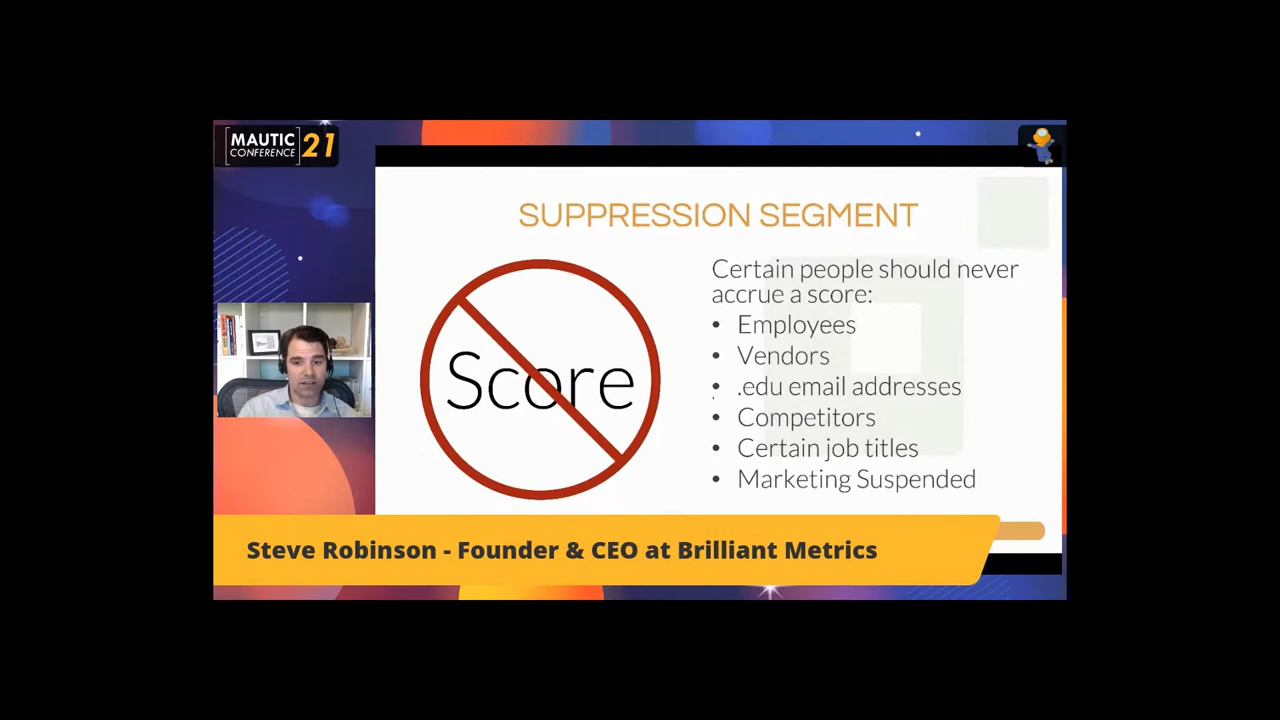 MAUTIC
CONFERENCE 21
SUPPRESSION SEGMENT
Score
Certain people should never
accrue a score:
• Employees
• Vendors
• .edu email addresses
• Competitors
• Certain job titles
• Marketing Suspended
Steve Robinson - Founder & CEO at Brilliant Metrics